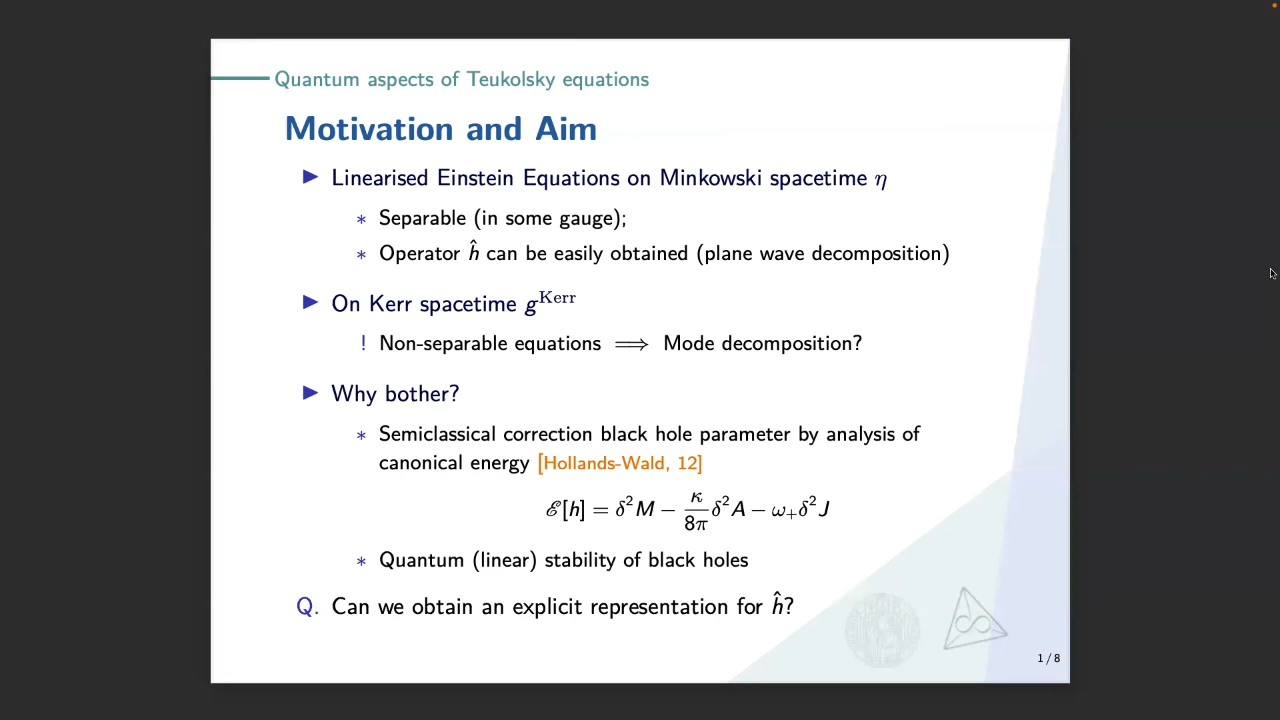 Quantum aspects of Teukolsky equations
Motivation and Aim
▶ Linearised Einstein Equations on Minkowski spacetime η
* Separable (in some gauge);
* Operator ĥ can be easily obtained (plane wave decomposition)
▶ On Kerr spacetime g^Kerr
! Non-separable equations ⟹ Mode decomposition?
▶ Why bother?
* Semiclassical correction black hole parameter by analysis of
canonical energy [Hollands-Wald, 12]
ℰ[h] = δ²M − κ/8π δ²A − ω₊δ²J
* Quantum (linear) stability of black holes
Q. Can we obtain an explicit representation for ĥ?
1 / 8